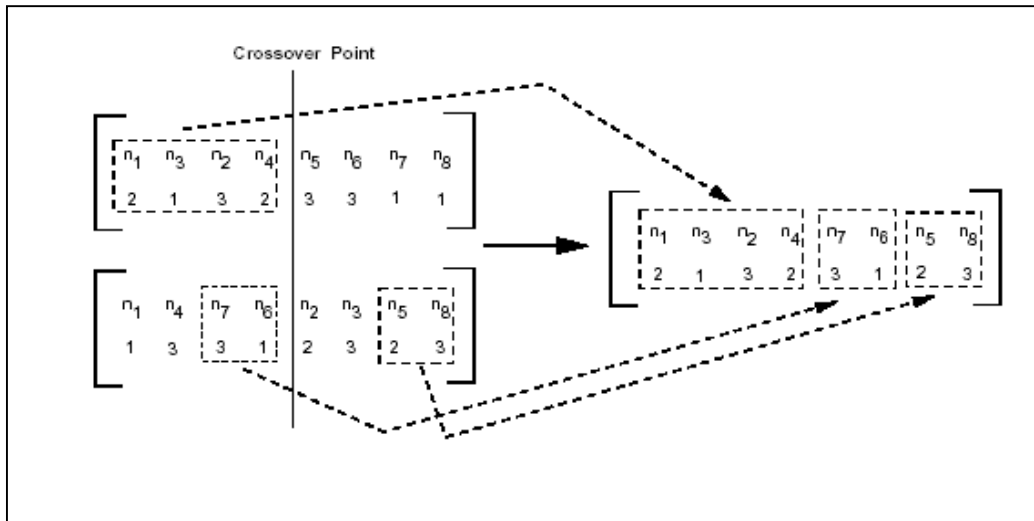 Crossover Point
n1 n3 n2 n4 n5 n6 n7 n8
2 1 3 2 3 3 1 1
n1 n4 n7 n6 n2 n3 n5 n8
1 3 3 1 2 3 2 3
n1 n3 n2 n4 n7 n6 n5 n8
2 1 3 2 3 1 2 3